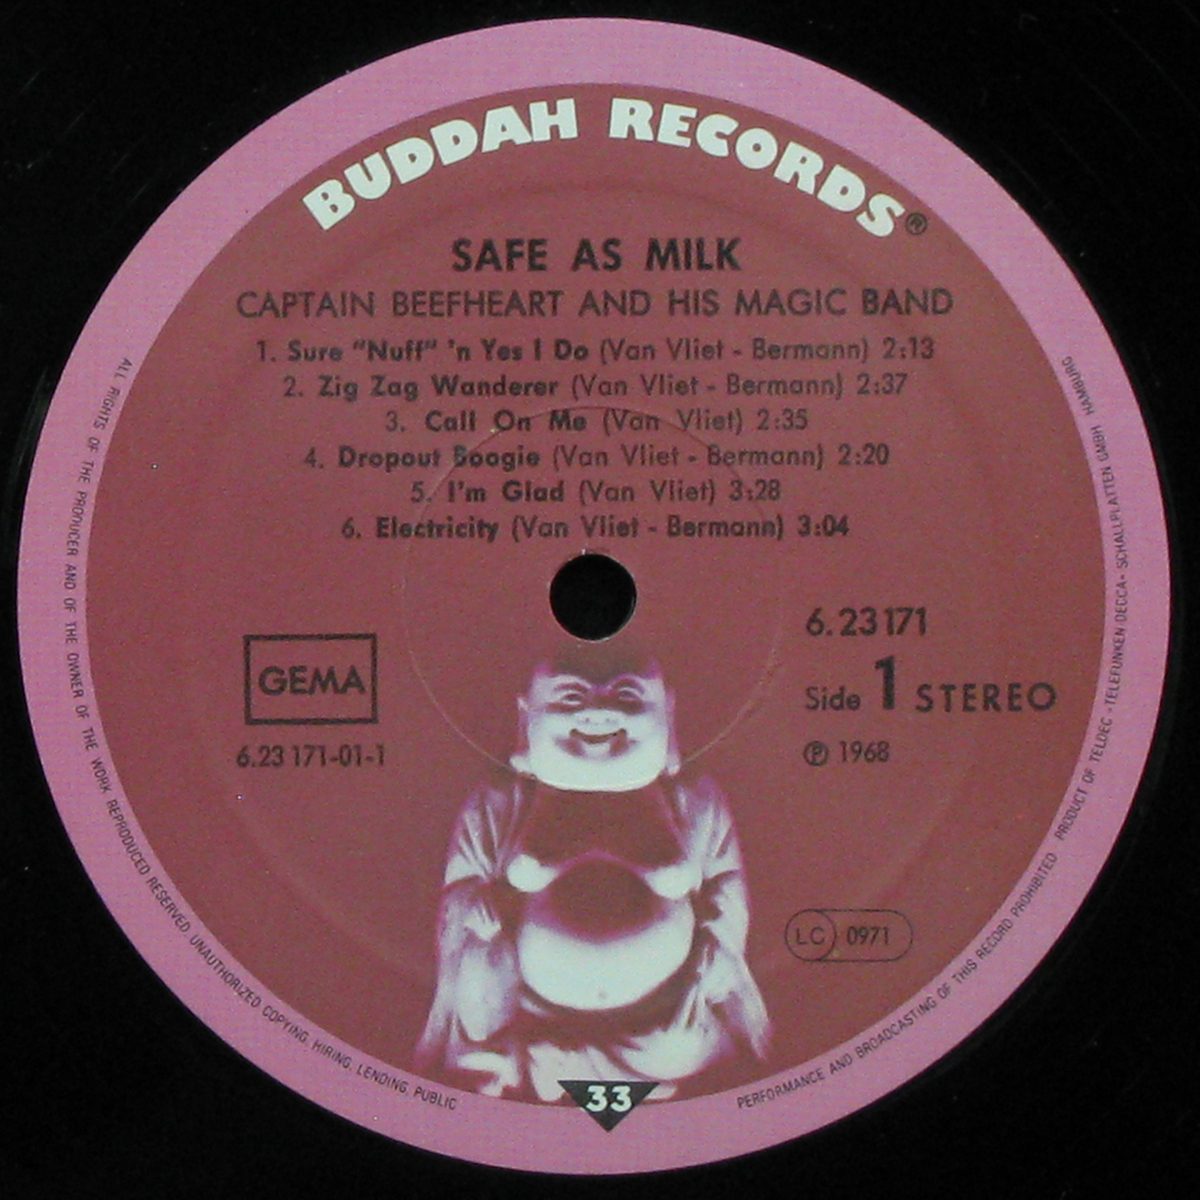 BUDDAH RECORDS®
SAFE AS MILK
CAPTAIN BEEFHEART AND HIS MAGIC BAND
1. Sure "Nuff" 'n Yes I Do (Van Vliet - Bermann) 2:13
2. Zig Zag Wanderer (Van Vliet - Bermann) 2:37
3. Call On Me (Van Vliet) 2:35
4. Dropout Boogie (Van Vliet - Bermann) 2:20
5. I'm Glad (Van Vliet) 3:28
6. Electricity (Van Vliet - Bermann) 3:04
GEMA
6.23 171-01-1
6.23171
Side 1 STEREO
℗ 1968
LC 0971
33
ALL RIGHTS OF THE PRODUCER AND OF THE OWNER OF THE WORK REPRODUCED RESERVED. UNAUTHORIZED COPYING, HIRING, LENDING, PUBLIC PERFORMANCE AND BROADCASTING OF THIS RECORD PROHIBITED PRODUCT OF TELDEC »TELEFUNKEN·DECCA« SCHALLPLATTEN GMBH HAMBURG